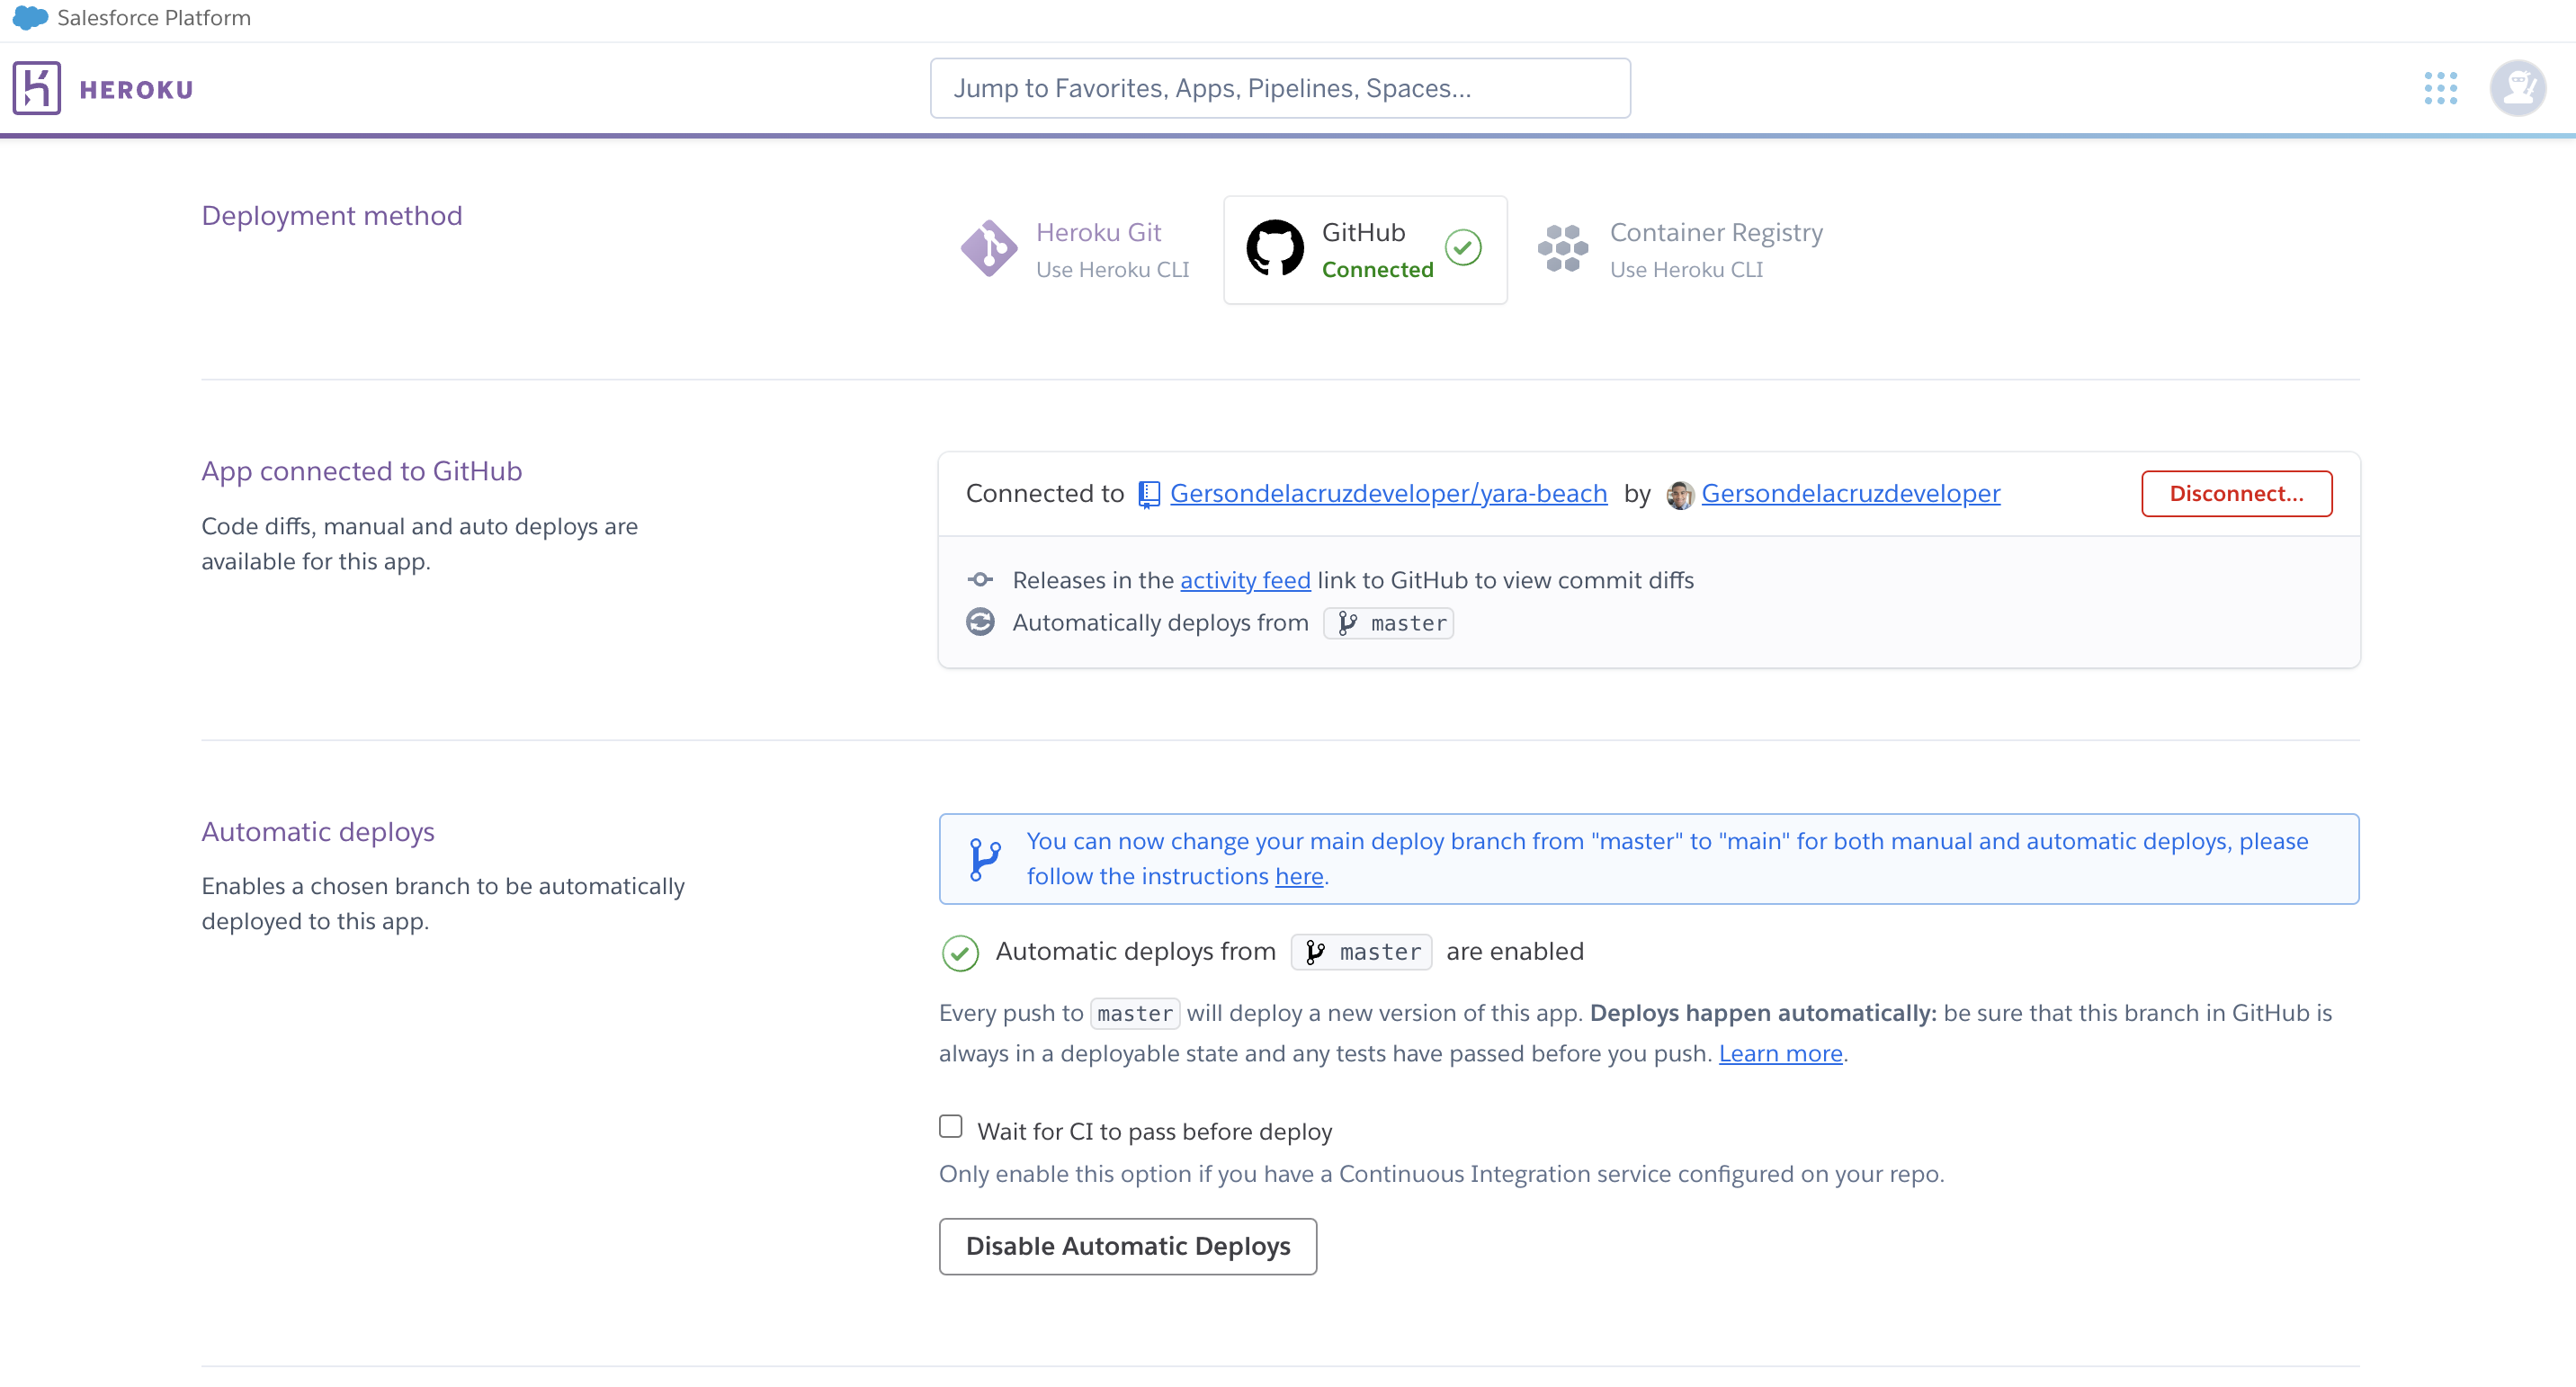 Salesforce Platform
HEROKU
Jump to Favorites, Apps, Pipelines, Spaces...
Deployment method
Heroku Git
Use Heroku CLI
GitHub
Connected
Container Registry
Use Heroku CLI
App connected to GitHub
Code diffs, manual and auto deploys are
available for this app.
Connected to Gersondelacruzdeveloper/yara-beach by Gersondelacruzdeveloper
Disconnect...
Releases in the activity feed link to GitHub to view commit diffs
Automatically deploys from master
Automatic deploys
Enables a chosen branch to be automatically
deployed to this app.
You can now change your main deploy branch from "master" to "main" for both manual and automatic deploys, please
follow the instructions here.
Automatic deploys from master are enabled
Every push to master will deploy a new version of this app. Deploys happen automatically: be sure that this branch in GitHub is
always in a deployable state and any tests have passed before you push. Learn more.
Wait for CI to pass before deploy
Only enable this option if you have a Continuous Integration service configured on your repo.
Disable Automatic Deploys